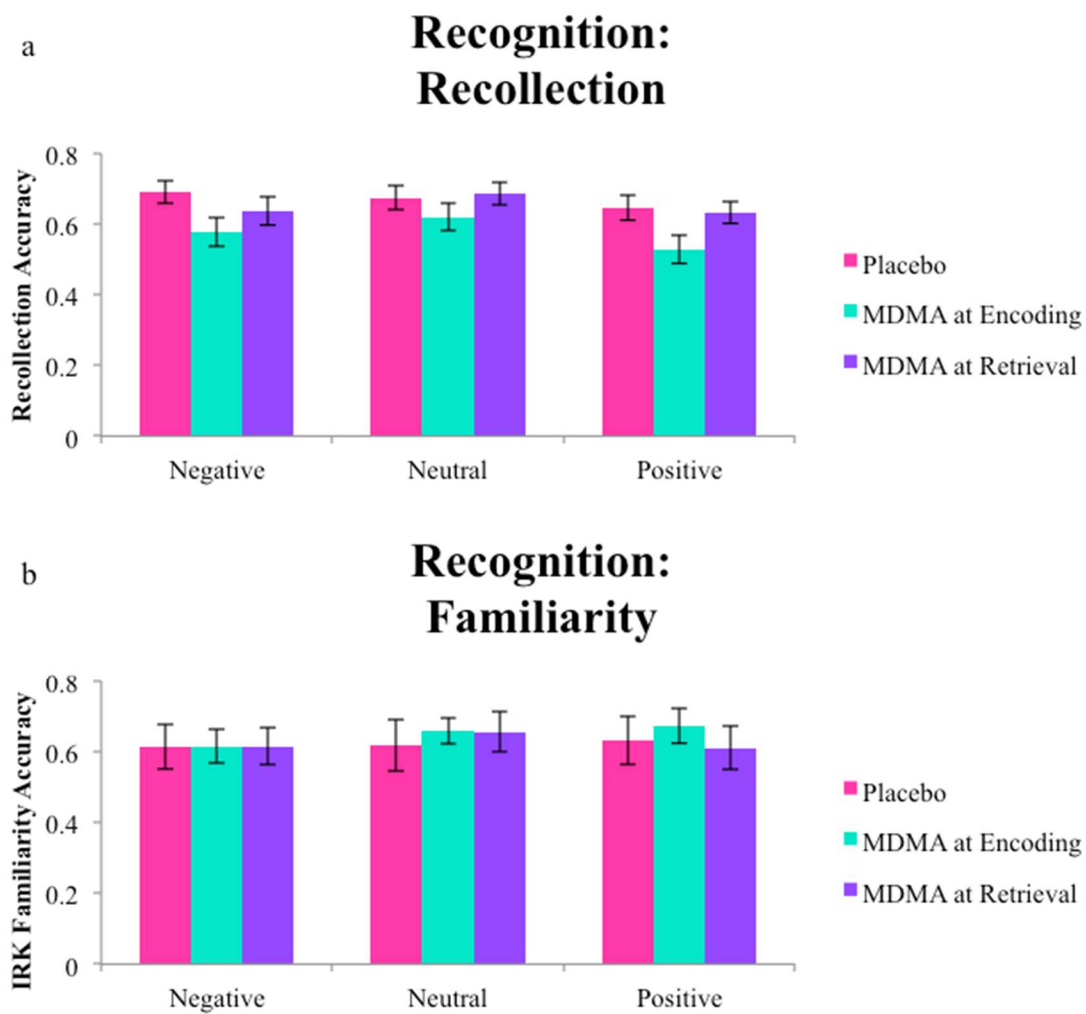 a
Recognition:
Recollection
Recollection Accuracy
0.8
0.6
0.4
0.2
0
Negative
Neutral
Positive
Placebo
MDMA at Encoding
MDMA at Retrieval
b
Recognition:
Familiarity
IRK Familiarity Accuracy
0.8
0.6
0.4
0.2
0
Negative
Neutral
Positive
Placebo
MDMA at Encoding
MDMA at Retrieval